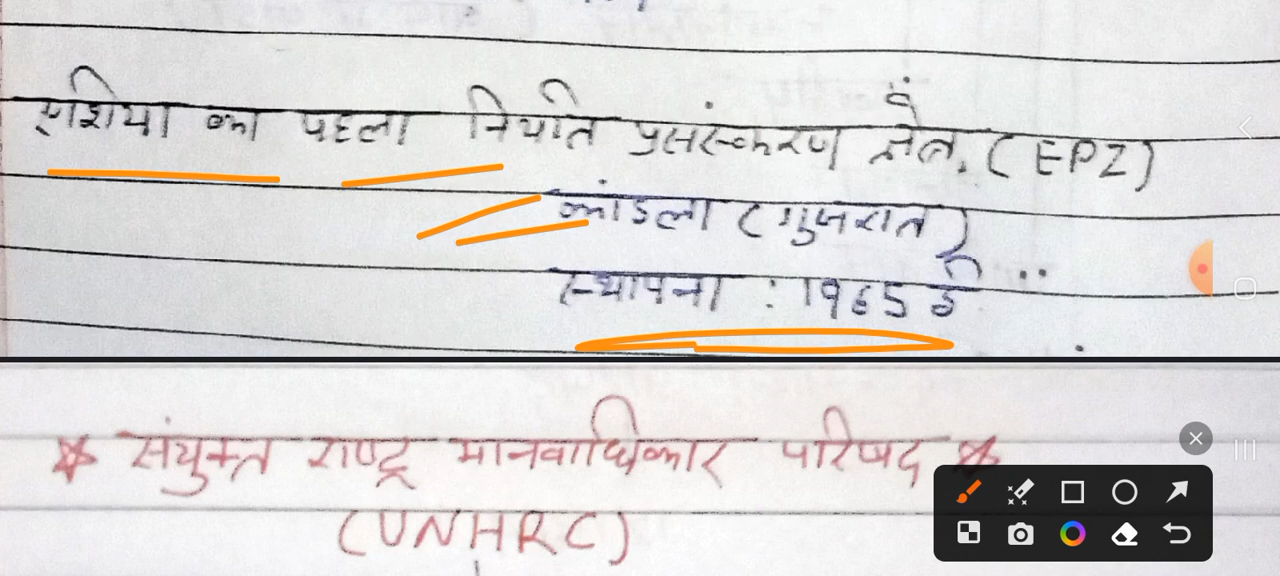 एशिया का पहला निर्यात प्रसंस्करण क्षेत्र, (EPZ)
कांडला (गुजरात)
स्थापना : 1965 ई
* संयुक्त राष्ट्र मानवाधिकार परिषद *
(UNHRC)